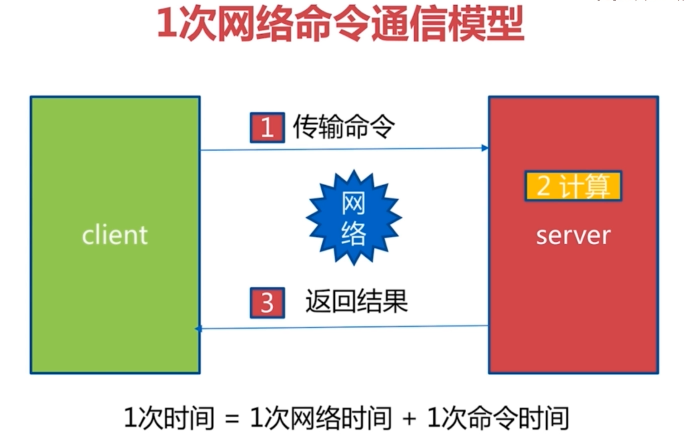 1次网络命令通信模型
1 传输命令
2 计算
网
络
client
server
3 返回结果
1次时间 = 1次网络时间 + 1次命令时间